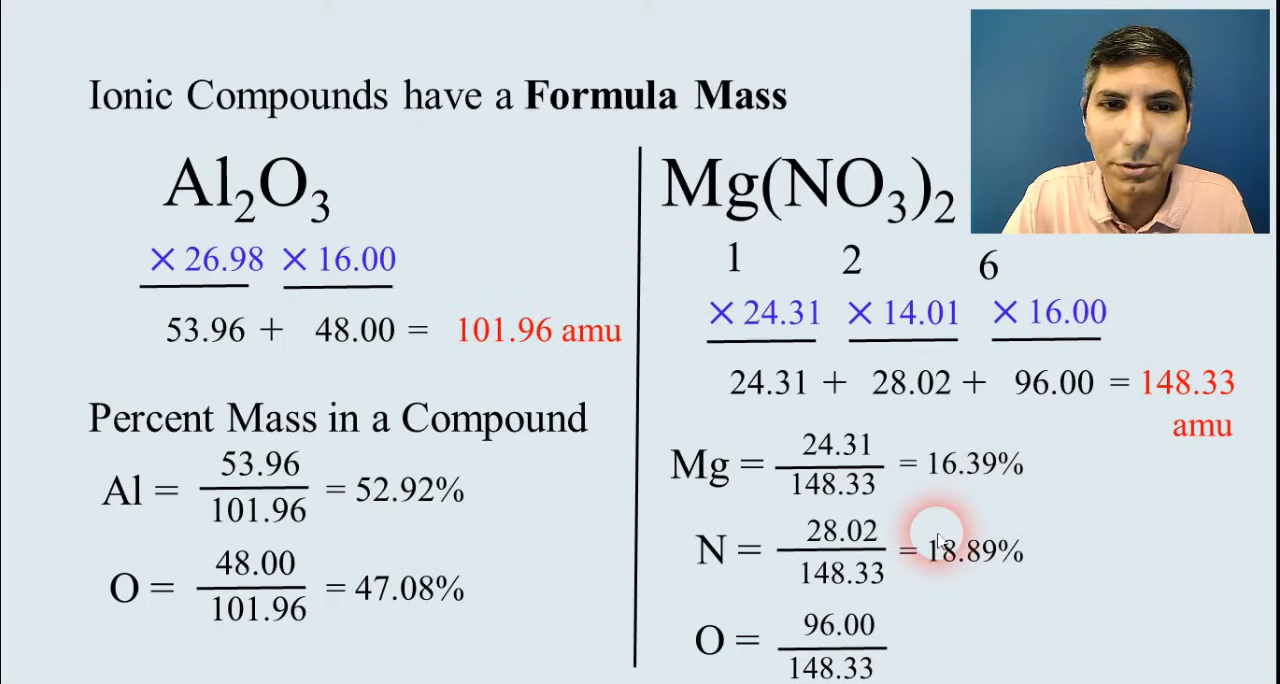 Ionic Compounds have a Formula Mass
Al₂O₃
× 26.98 × 16.00
53.96 + 48.00 = 101.96 amu
Percent Mass in a Compound
Al = 53.96
101.96
= 52.92%
O = 48.00
101.96
= 47.08%
Mg(NO₃)₂
1 2 6
× 24.31 × 14.01 × 16.00
24.31 + 28.02 + 96.00 = 148.33
amu
Mg = 24.31
148.33
= 16.39%
N = 28.02
148.33
= 18.89%
O = 96.00
148.33